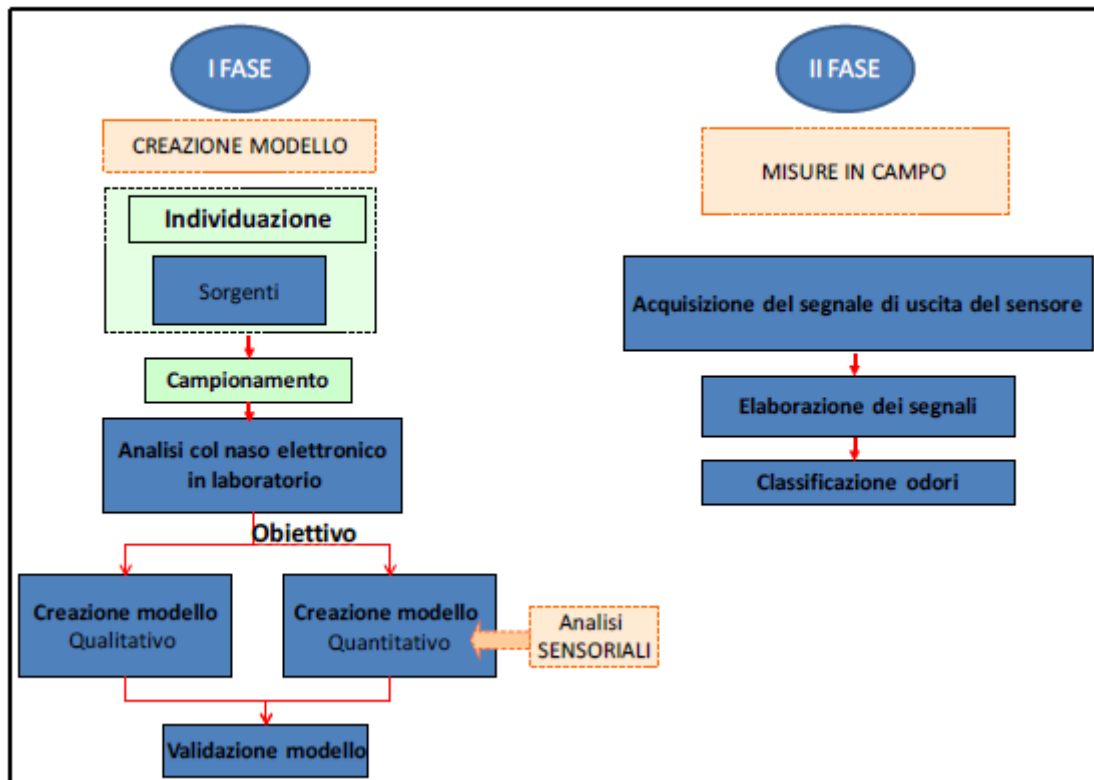 I FASE
CREAZIONE MODELLO
Individuazione
Sorgenti
Campionamento
Analisi col naso elettronico
in laboratorio
Obiettivo
Creazione modello
Qualitativo
Creazione modello
Quantitativo
Analisi
SENSORIALI
Validazione modello
II FASE
MISURE IN CAMPO
Acquisizione del segnale di uscita del sensore
Elaborazione dei segnali
Classificazione odori